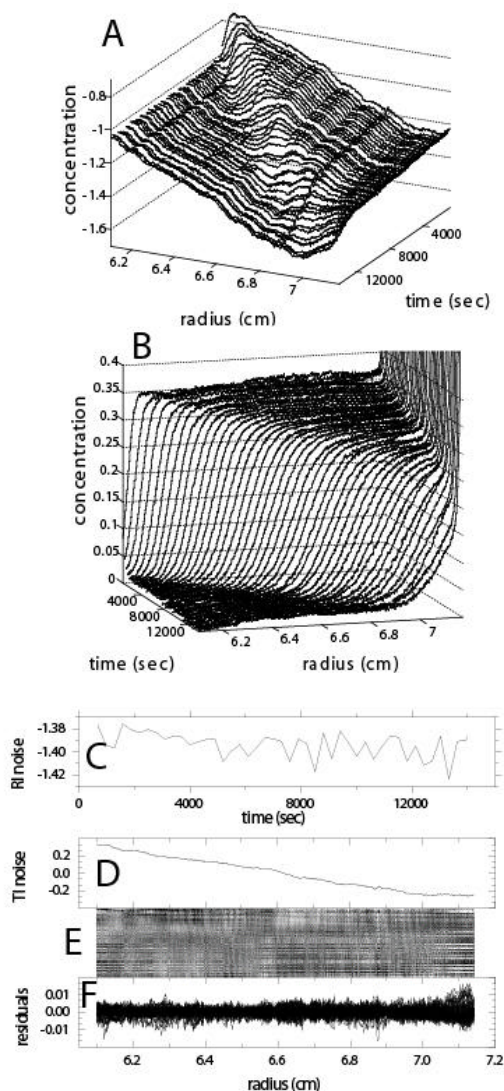 A
concentration
-0.8
-1
-1.2
-1.4
-1.6
6.2
6.4
6.6
6.8
7
radius (cm)
4000
8000
12000
time (sec)
B
concentration
0.4
0.35
0.3
0.25
0.2
0.15
0.1
0.05
0
4000
8000
12000
time (sec)
6.2
6.4
6.6
6.8
7
radius (cm)
C
RI noise
-1.38
-1.40
-1.42
0
4000
8000
12000
time (sec)
D
TI noise
0.2
0.0
-0.2
E
F
residuals
0.01
0.00
-0.01
6.2
6.4
6.6
6.8
7.0
7.2
radius (cm)